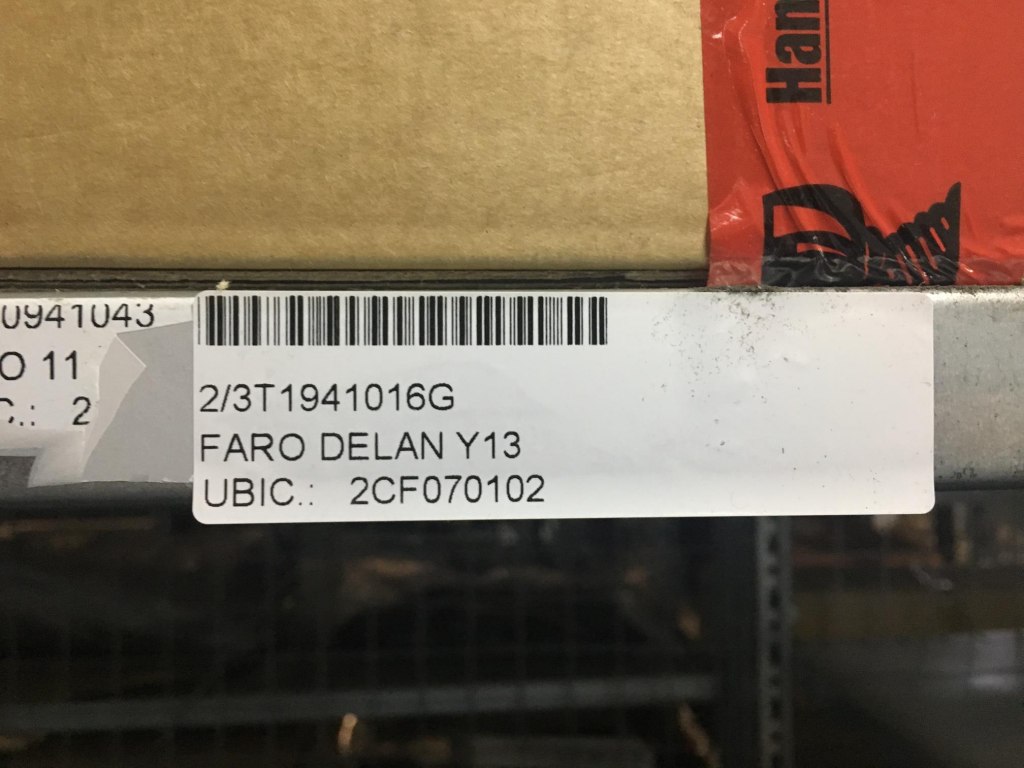 Han
0941043
O 11
C.: 2
2/3T1941016G
FARO DELAN Y13
UBIC.: 2CF070102